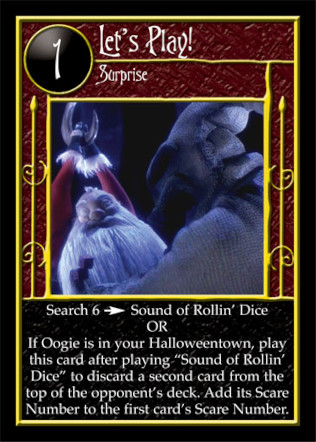 1
Let's Play!
Surprise
Search 6 → Sound of Rollin' Dice
OR
If Oogie is in your Halloweentown, play
this card after playing “Sound of Rollin'
Dice” to discard a second card from the
top of the opponent's deck. Add its Scare
Number to the first card's Scare Number.